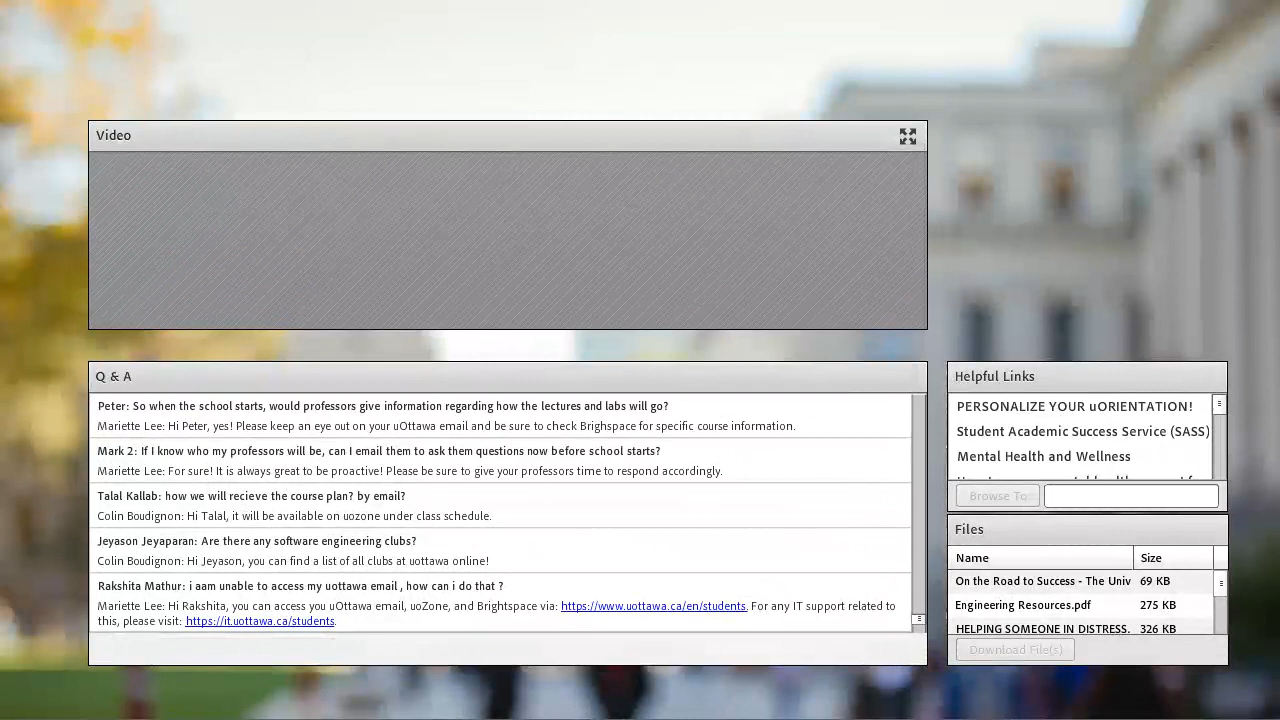 Video
Q & A
Peter: So when the school starts, would professors give information regarding how the lectures and labs will go?
Mariette Lee: Hi Peter, yes! Please keep an eye out on your uOttawa email and be sure to check Brighspace for specific course information.
Mark 2: If I know who my professors will be, can I email them to ask them questions now before school starts?
Mariette Lee: For sure! It is always great to be proactive! Please be sure to give your professors time to respond accordingly.
Talal Kallab: how we will recieve the course plan? by email?
Colin Boudignon: Hi Talal, it will be available on uozone under class schedule.
Jeyason Jeyaparan: Are there any software engineering clubs?
Colin Boudignon: Hi Jeyason, you can find a list of all clubs at uottawa online!
Rakshita Mathur: i aam unable to access my uottawa email , how can i do that ?
Mariette Lee: Hi Rakshita, you can access you uOttawa email, uoZone, and Brightspace via: https://www.uottawa.ca/en/students. For any IT support related to
this, please visit: https://it.uottawa.ca/students.
Helpful Links
PERSONALIZE YOUR uORIENTATION!
Student Academic Success Service (SASS)
Mental Health and Wellness
Browse To
Files
Name Size
On the Road to Success - The Univ 69 KB
Engineering Resources.pdf 275 KB
HELPING SOMEONE IN DISTRESS. 326 KB
Download File(s)